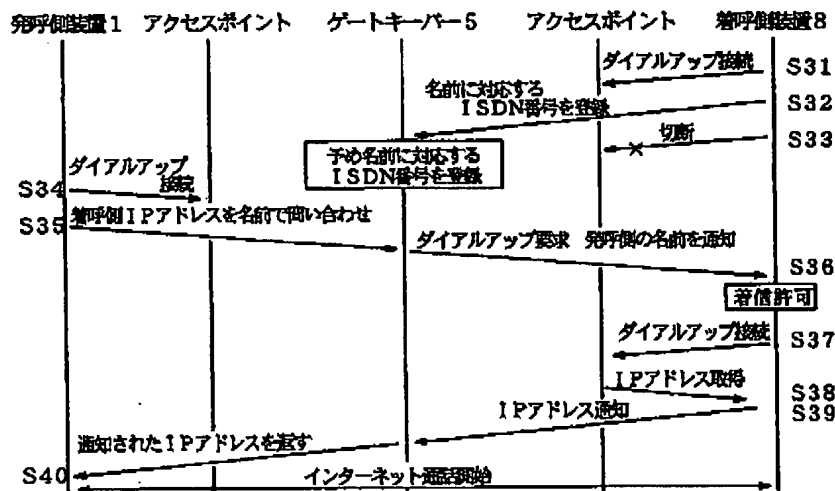 発呼側装置1 アクセスポイント ゲートキーパー5 アクセスポイント 着呼側装置8
ダイアルアップ接続 S31
名前に対応する
ISDN番号を登録 S32
切断 S33
予め名前に対応する
ISDN番号を登録
ダイアルアップ
接続
S34
着呼側IPアドレスを名前で問い合わせ
S35
ダイアルアップ要求 発呼側の名前を通知
S36
着信許可
ダイアルアップ接続 S37
IPアドレス取得 S38
IPアドレス通知 S39
通知されたIPアドレスを返す
S40
インターネット通話開始